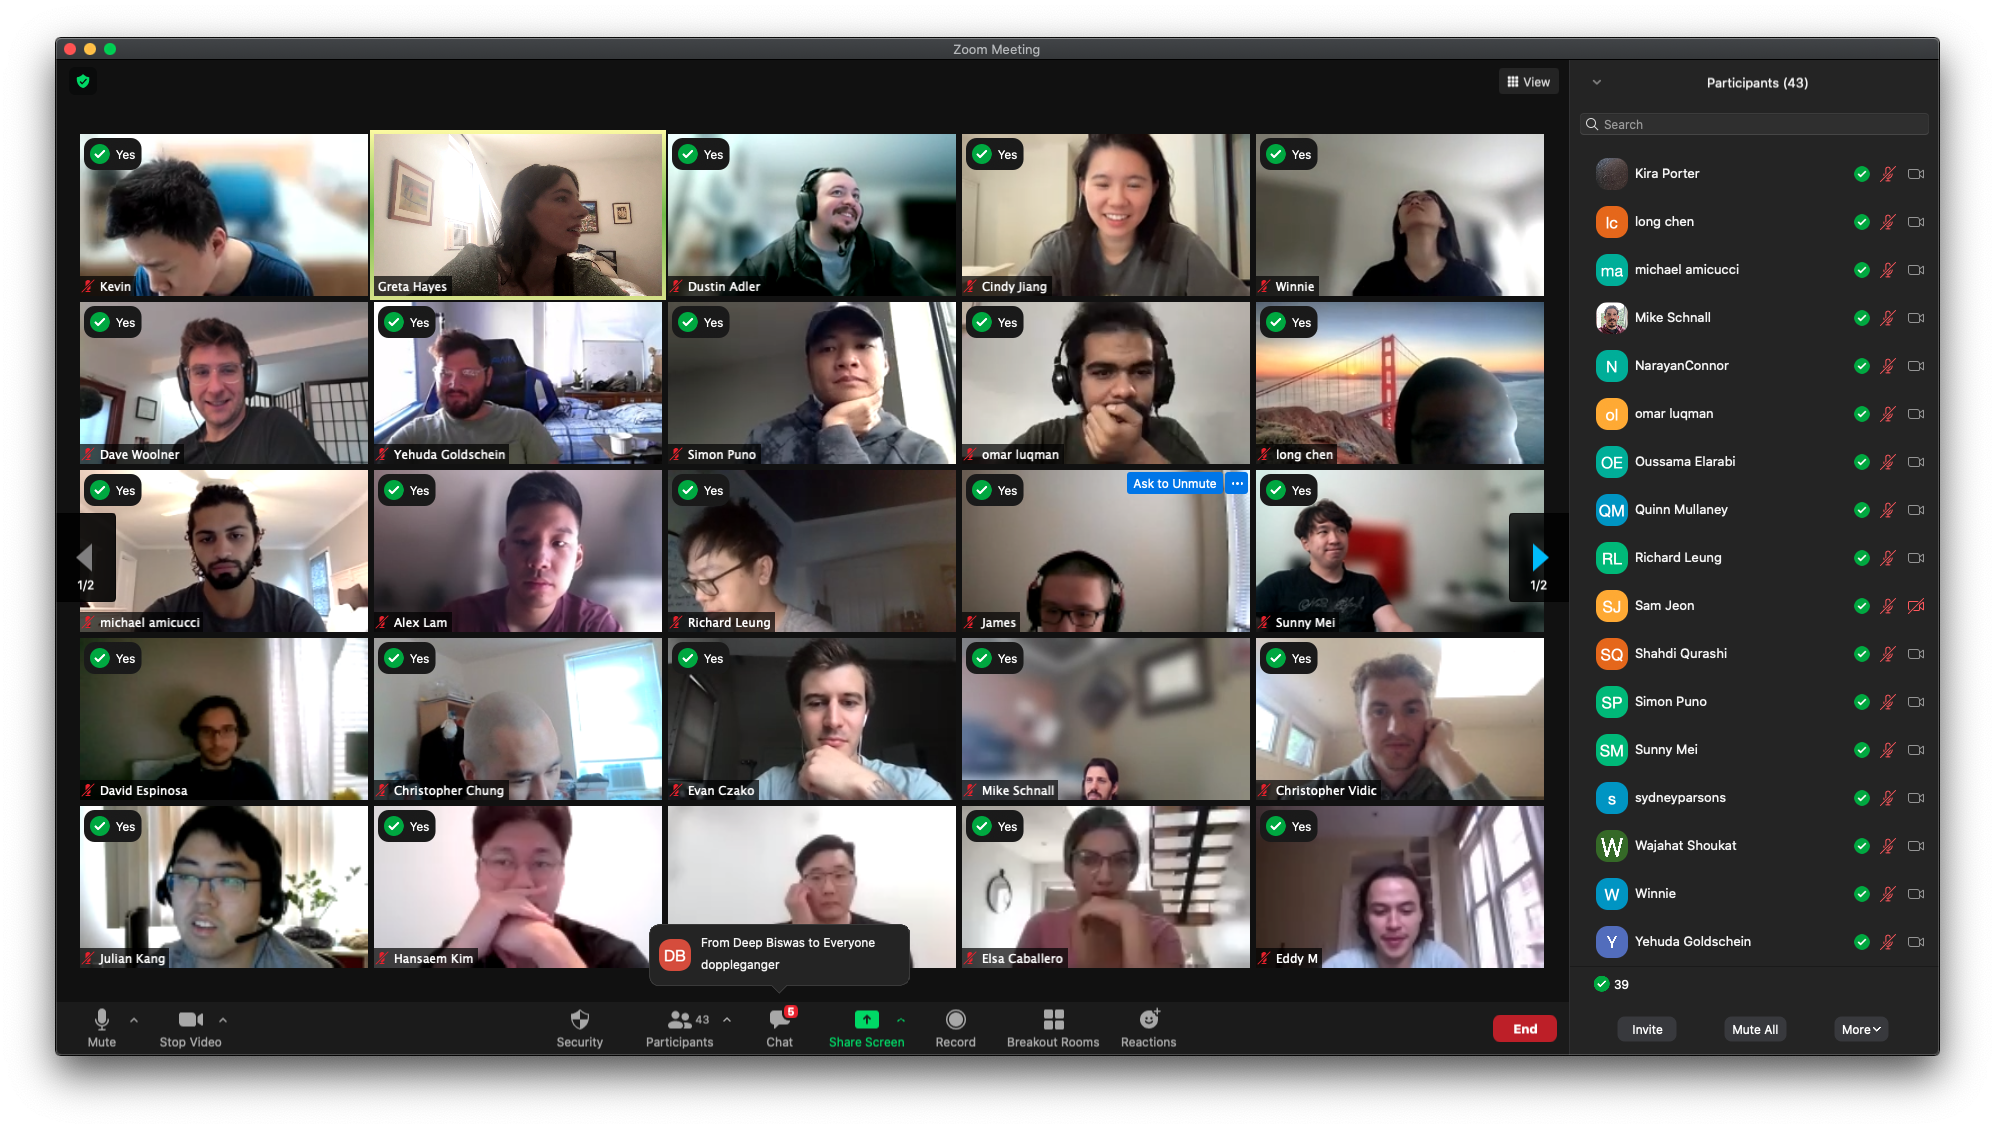 Zoom Meeting
View
Yes
Kevin
Greta Hayes
Yes
Dustin Adler
Yes
Cindy Jiang
Yes
Winnie
Yes
Dave Woolner
Yes
Yehuda Goldschein
Yes
Simon Puno
Yes
omar luqman
Yes
long chen
Yes
michael amicucci
Yes
Alex Lam
Yes
Richard Leung
Yes
Ask to Unmute
James
Yes
Sunny Mei
1/2
1/2
Yes
David Espinosa
Yes
Christopher Chung
Yes
Evan Czako
Yes
Mike Schnall
Yes
Christopher Vidic
Yes
Julian Kang
Yes
Hansaem Kim
Yes
Elsa Caballero
Yes
Eddy M
DB
From Deep Biswas to Everyone
doppleganger
Mute
Stop Video
Security
43
Participants
5
Chat
Share Screen
Record
Breakout Rooms
Reactions
End
Participants (43)
Search
Kira Porter
lc long chen
ma michael amicucci
Mike Schnall
N NarayanConnor
ol omar luqman
OE Oussama Elarabi
QM Quinn Mullaney
RL Richard Leung
SJ Sam Jeon
SQ Shahdi Qurashi
SP Simon Puno
SM Sunny Mei
s sydneyparsons
W Wajahat Shoukat
W Winnie
Y Yehuda Goldschein
39
Invite
Mute All
More